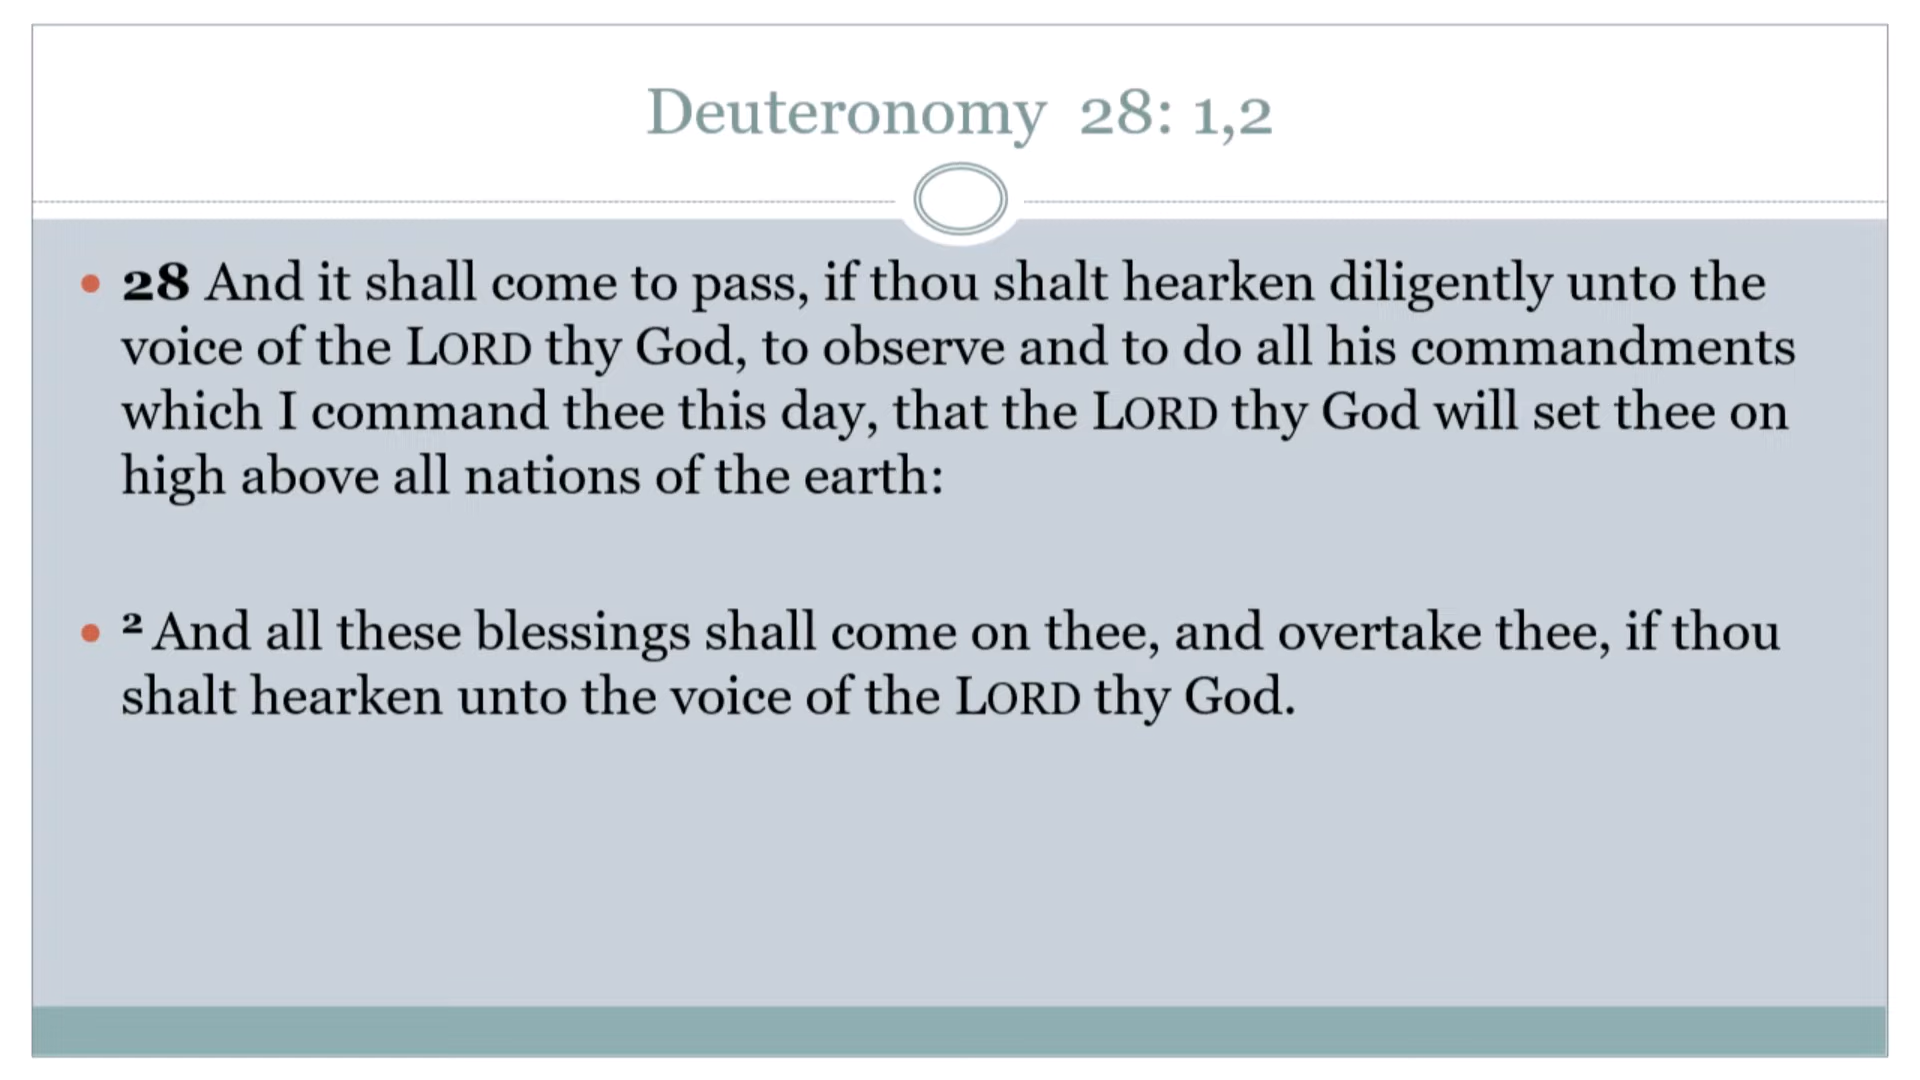 Deuteronomy 28: 1,2
• 28 And it shall come to pass, if thou shalt hearken diligently unto the
voice of the LORD thy God, to observe and to do all his commandments
which I command thee this day, that the LORD thy God will set thee on
high above all nations of the earth:
• 2 And all these blessings shall come on thee, and overtake thee, if thou
shalt hearken unto the voice of the LORD thy God.